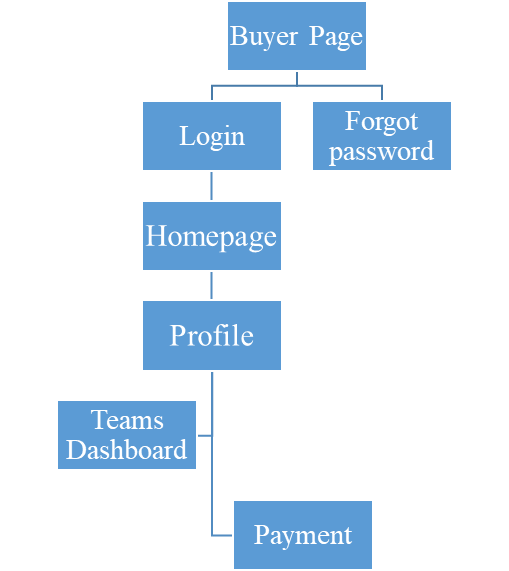 Buyer Page
Login
Forgot
password
Homepage
Profile
Teams
Dashboard
Payment